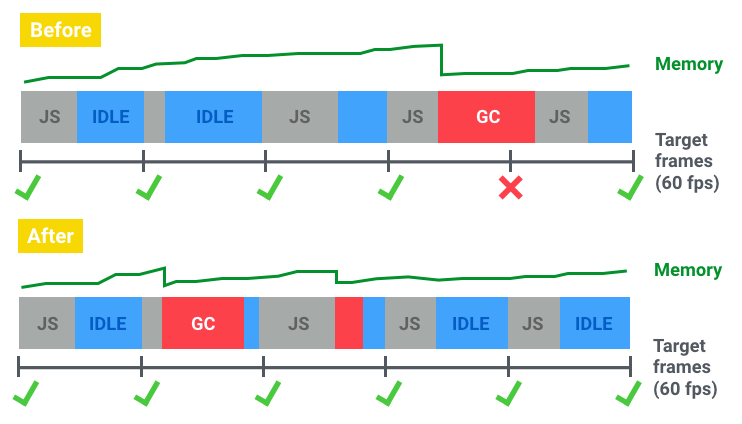 Before
Memory
JS IDLE IDLE JS JS GC JS
Target
frames
(60 fps)
After
Memory
JS IDLE GC JS JS IDLE JS IDLE
Target
frames
(60 fps)